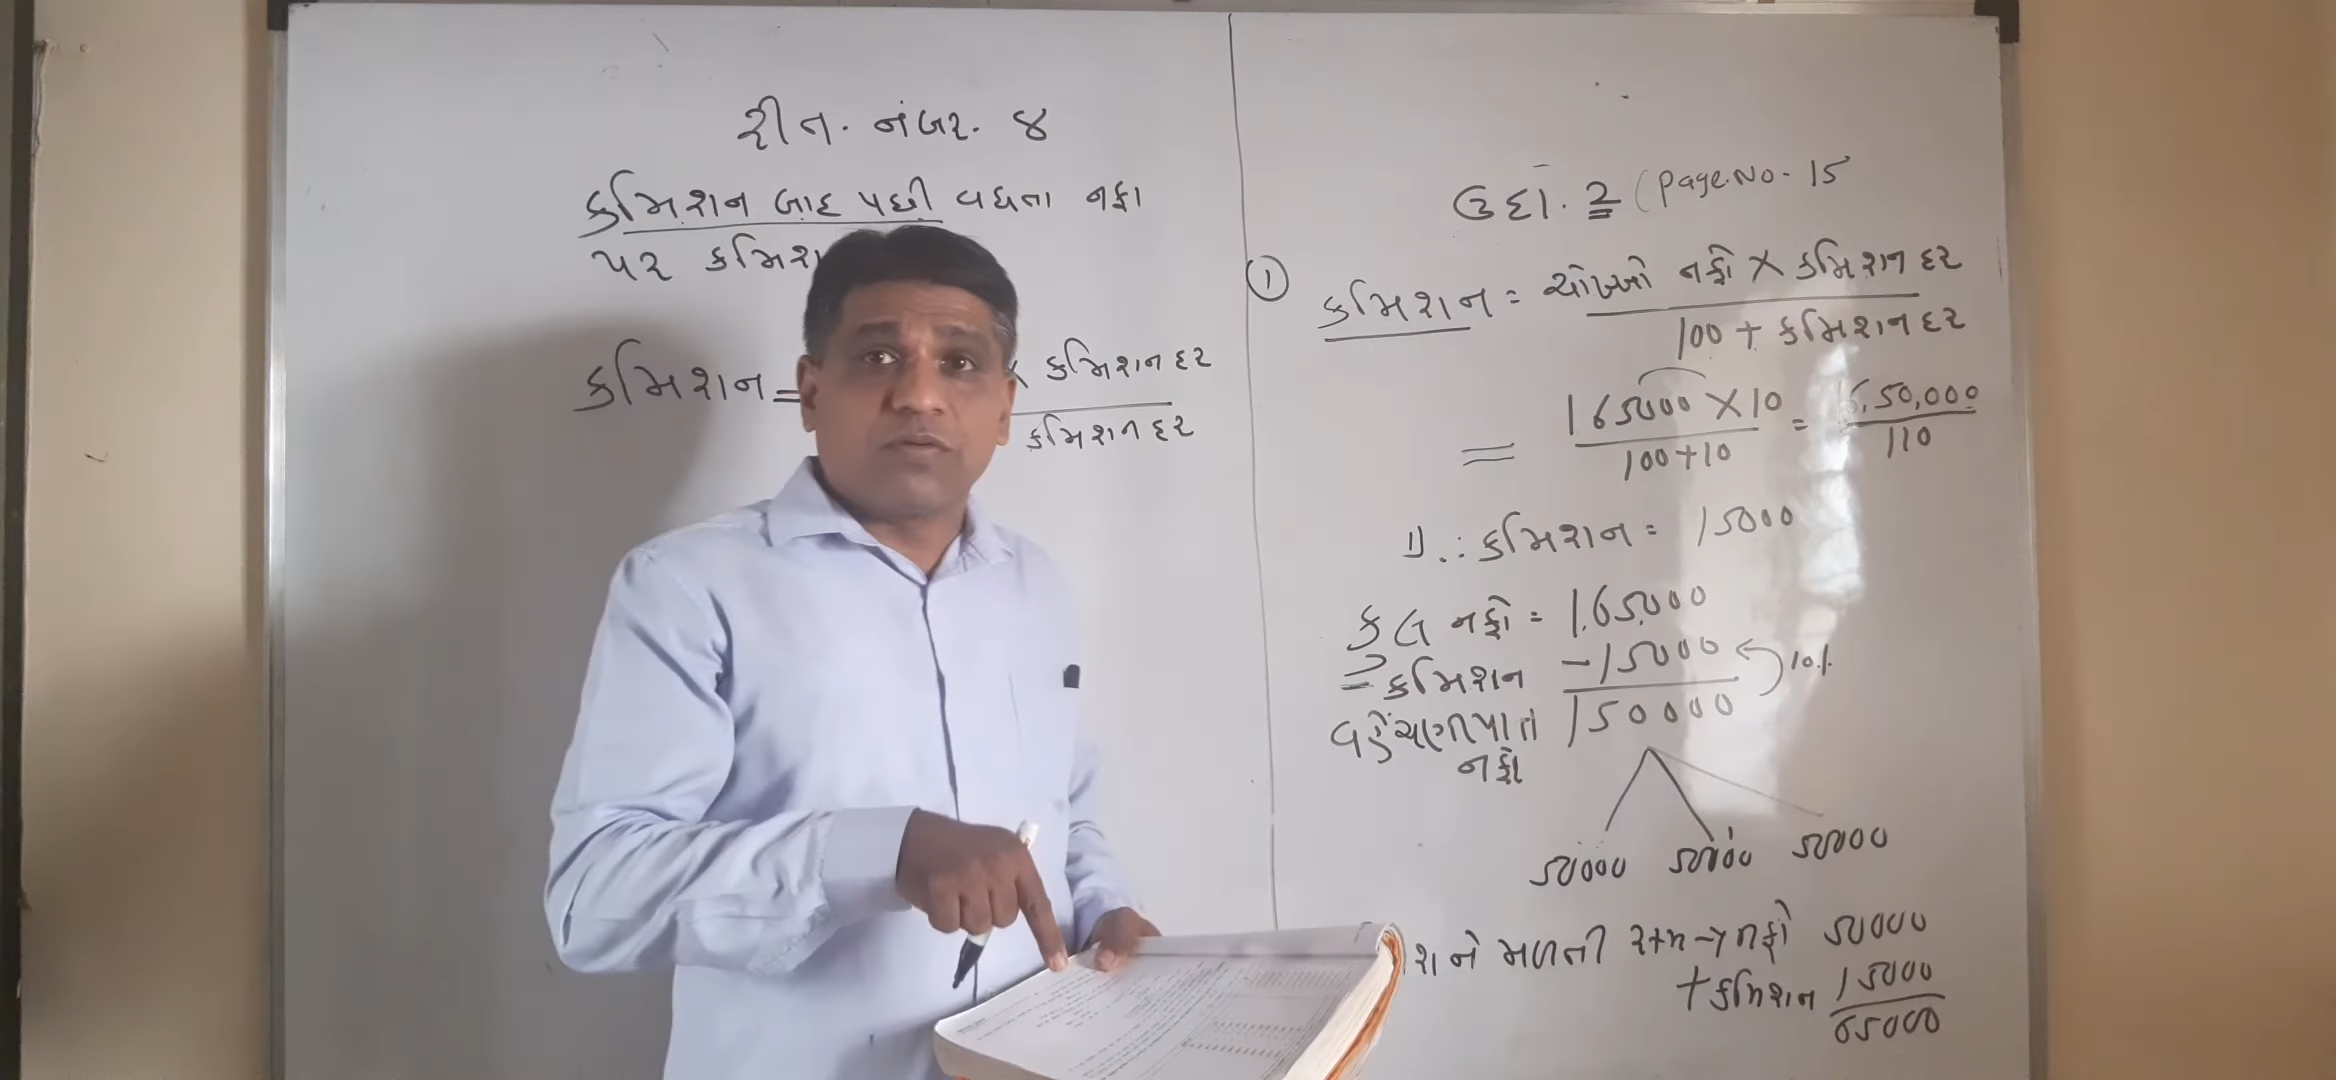 રીત. નંબર. ૪
કમિશન બાદ પછી વધતા નફા
પર કમિશ
કમિશન =
× કમિશન દર
કમિશન દર
ઉદા. 2 (Page.No- 15
① કમિશન = ચોખ્ખો નફો × કમિશન દર
100 + કમિશન દર
= 165000 × 10 = 6,50,000
100+10 110
∴ કમિશન = 15000
કુલ નફો = 1,65,000
= કમિશન - 15000 10%
વહેંચણીપાત્ર 150000
નફો
50000 50000 50000
શને મળતી રકમ → નફો 50000
+ કમિશન 15000
65000